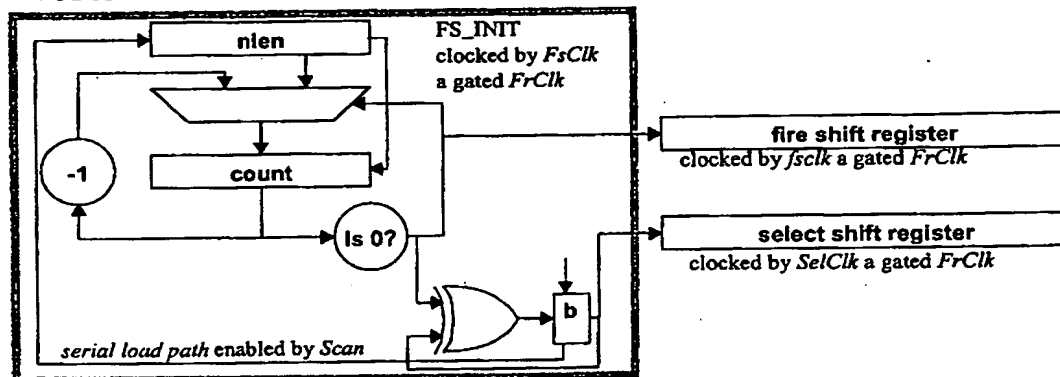 nlen
FS_INIT
clocked by FsClk
a gated FrClk
fire shift register
clocked by fsclk a gated FrClk
-1
count
Is 0?
select shift register
clocked by SelClk a gated FrClk
b
serial load path enabled by Scan